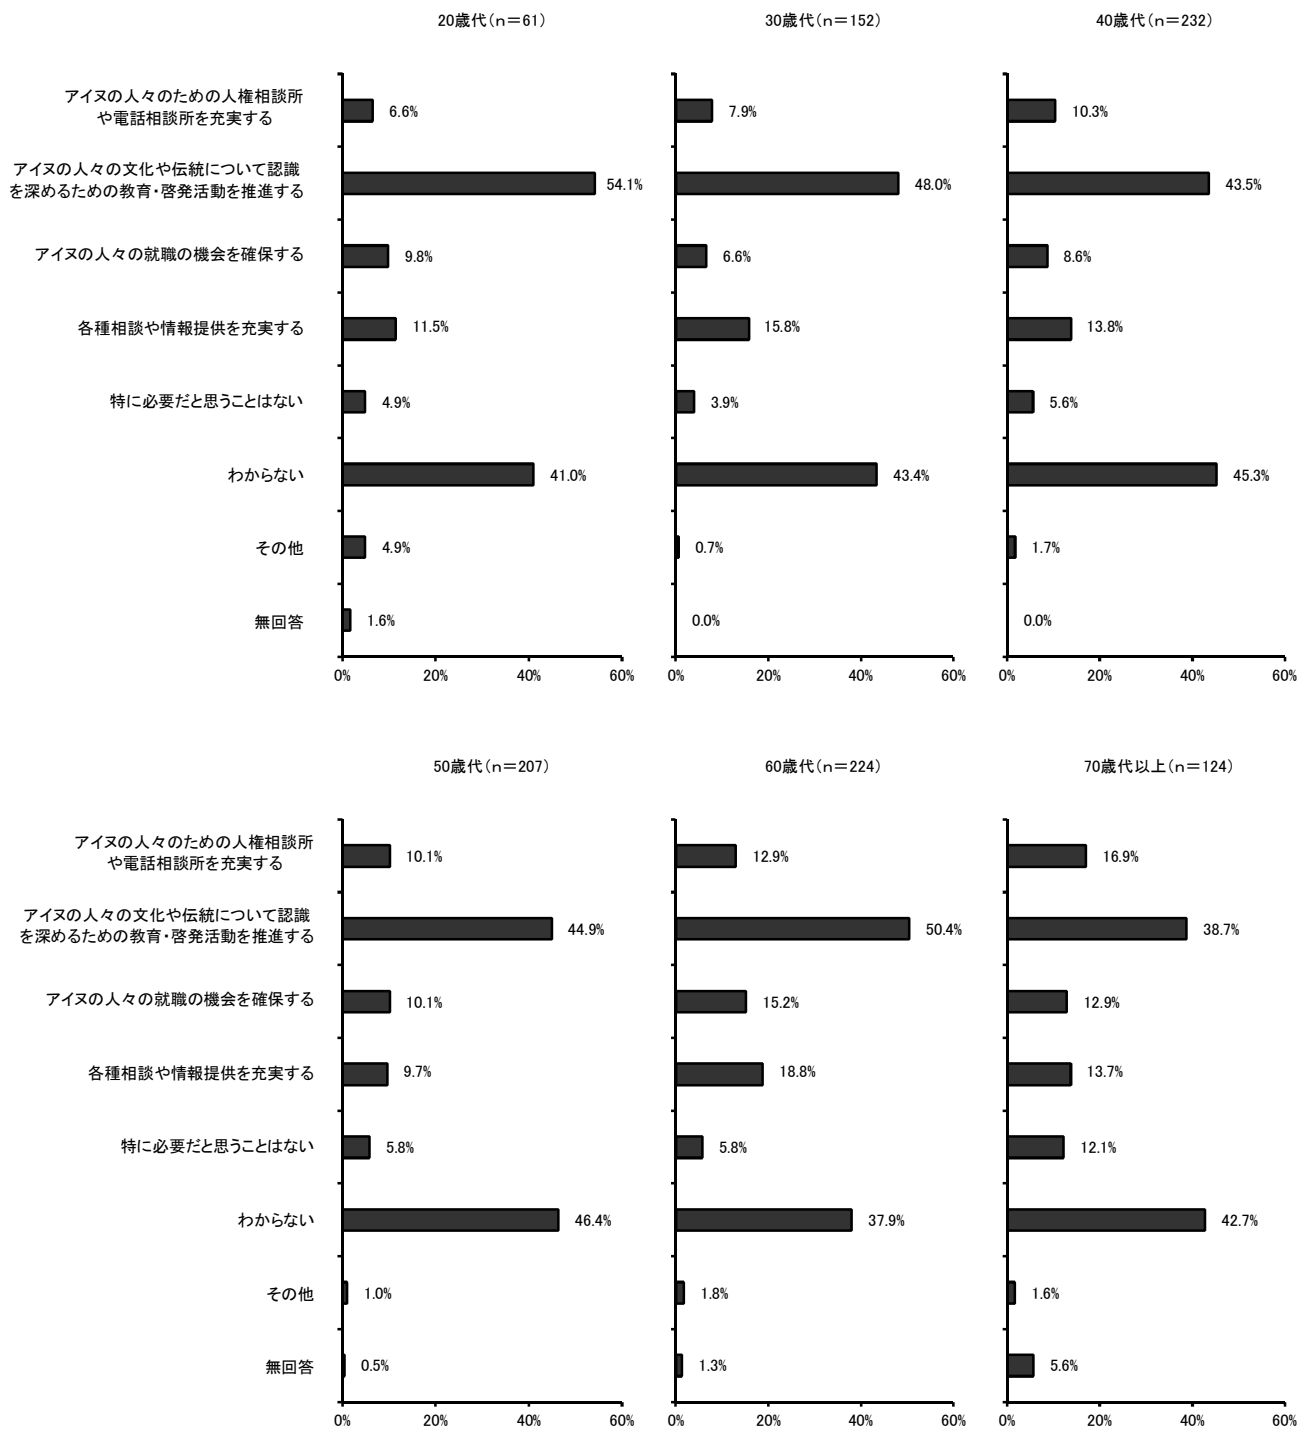 20歳代(n=61)
30歳代(n=152)
40歳代(n=232)
アイヌの人々のための人権相談所
や電話相談所を充実する
6.6%
7.9%
10.3%
アイヌの人々の文化や伝統について認識
を深めるための教育・啓発活動を推進する
54.1%
48.0%
43.5%
アイヌの人々の就職の機会を確保する
9.8%
6.6%
8.6%
各種相談や情報提供を充実する
11.5%
15.8%
13.8%
特に必要だと思うことはない
4.9%
3.9%
5.6%
わからない
41.0%
43.4%
45.3%
その他
4.9%
0.7%
1.7%
無回答
1.6%
0.0%
0.0%
0% 20% 40% 60%
0% 20% 40% 60%
0% 20% 40% 60%
50歳代(n=207)
60歳代(n=224)
70歳代以上(n=124)
アイヌの人々のための人権相談所
や電話相談所を充実する
10.1%
12.9%
16.9%
アイヌの人々の文化や伝統について認識
を深めるための教育・啓発活動を推進する
44.9%
50.4%
38.7%
アイヌの人々の就職の機会を確保する
10.1%
15.2%
12.9%
各種相談や情報提供を充実する
9.7%
18.8%
13.7%
特に必要だと思うことはない
5.8%
5.8%
12.1%
わからない
46.4%
37.9%
42.7%
その他
1.0%
1.8%
1.6%
無回答
0.5%
1.3%
5.6%
0% 20% 40% 60%
0% 20% 40% 60%
0% 20% 40% 60%